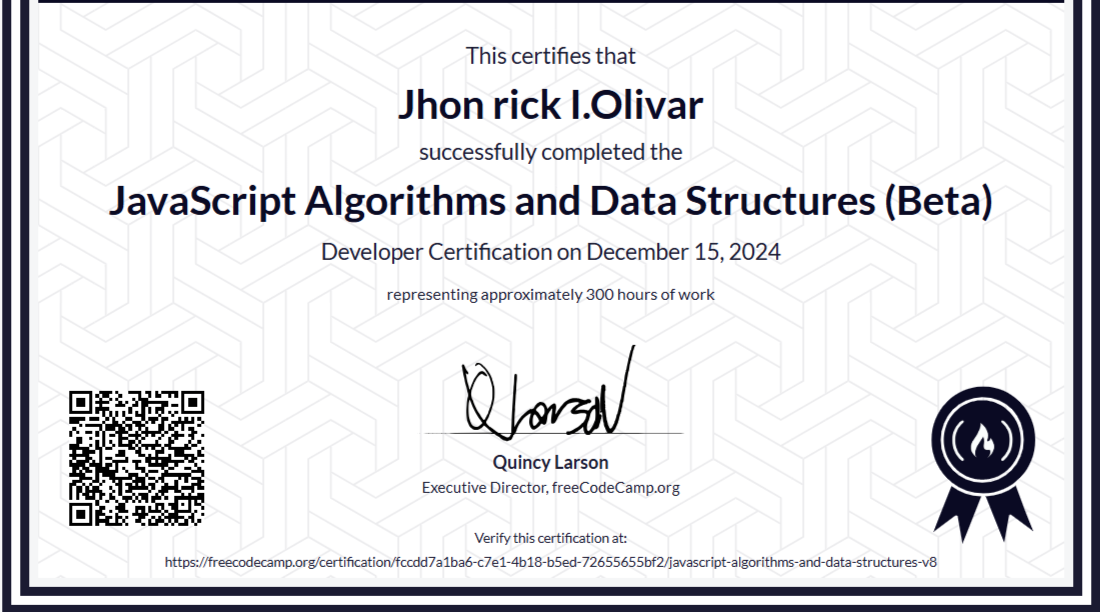 This certifies that
Jhon rick I.Olivar
successfully completed the
JavaScript Algorithms and Data Structures (Beta)
Developer Certification on December 15, 2024
representing approximately 300 hours of work
Q Larson
Quincy Larson
Executive Director, freeCodeCamp.org
Verify this certification at:
https://freecodecamp.org/certification/fccdd7a1ba6-c7e1-4b18-b5ed-72655655bf2/javascript-algorithms-and-data-structures-v8